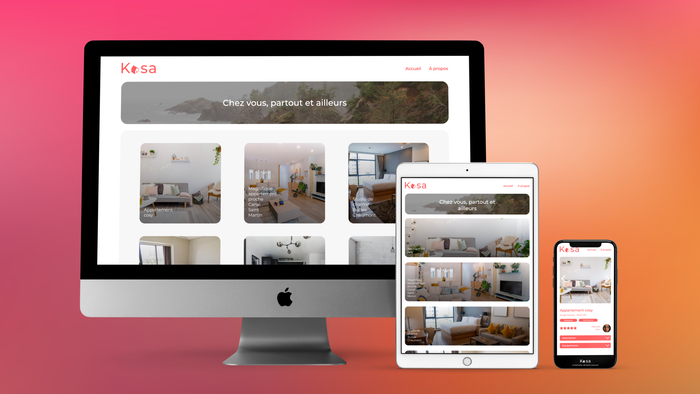 Kasa
Accueil
À propos
Chez vous, partout et ailleurs
Appartement
cosy
Magnifique
appartement
proche
Canal
Saint
Martin
Kasa
Accueil
À propos
Chez vous, partout et
ailleurs
Kasa
Appartement cosy
Kasa